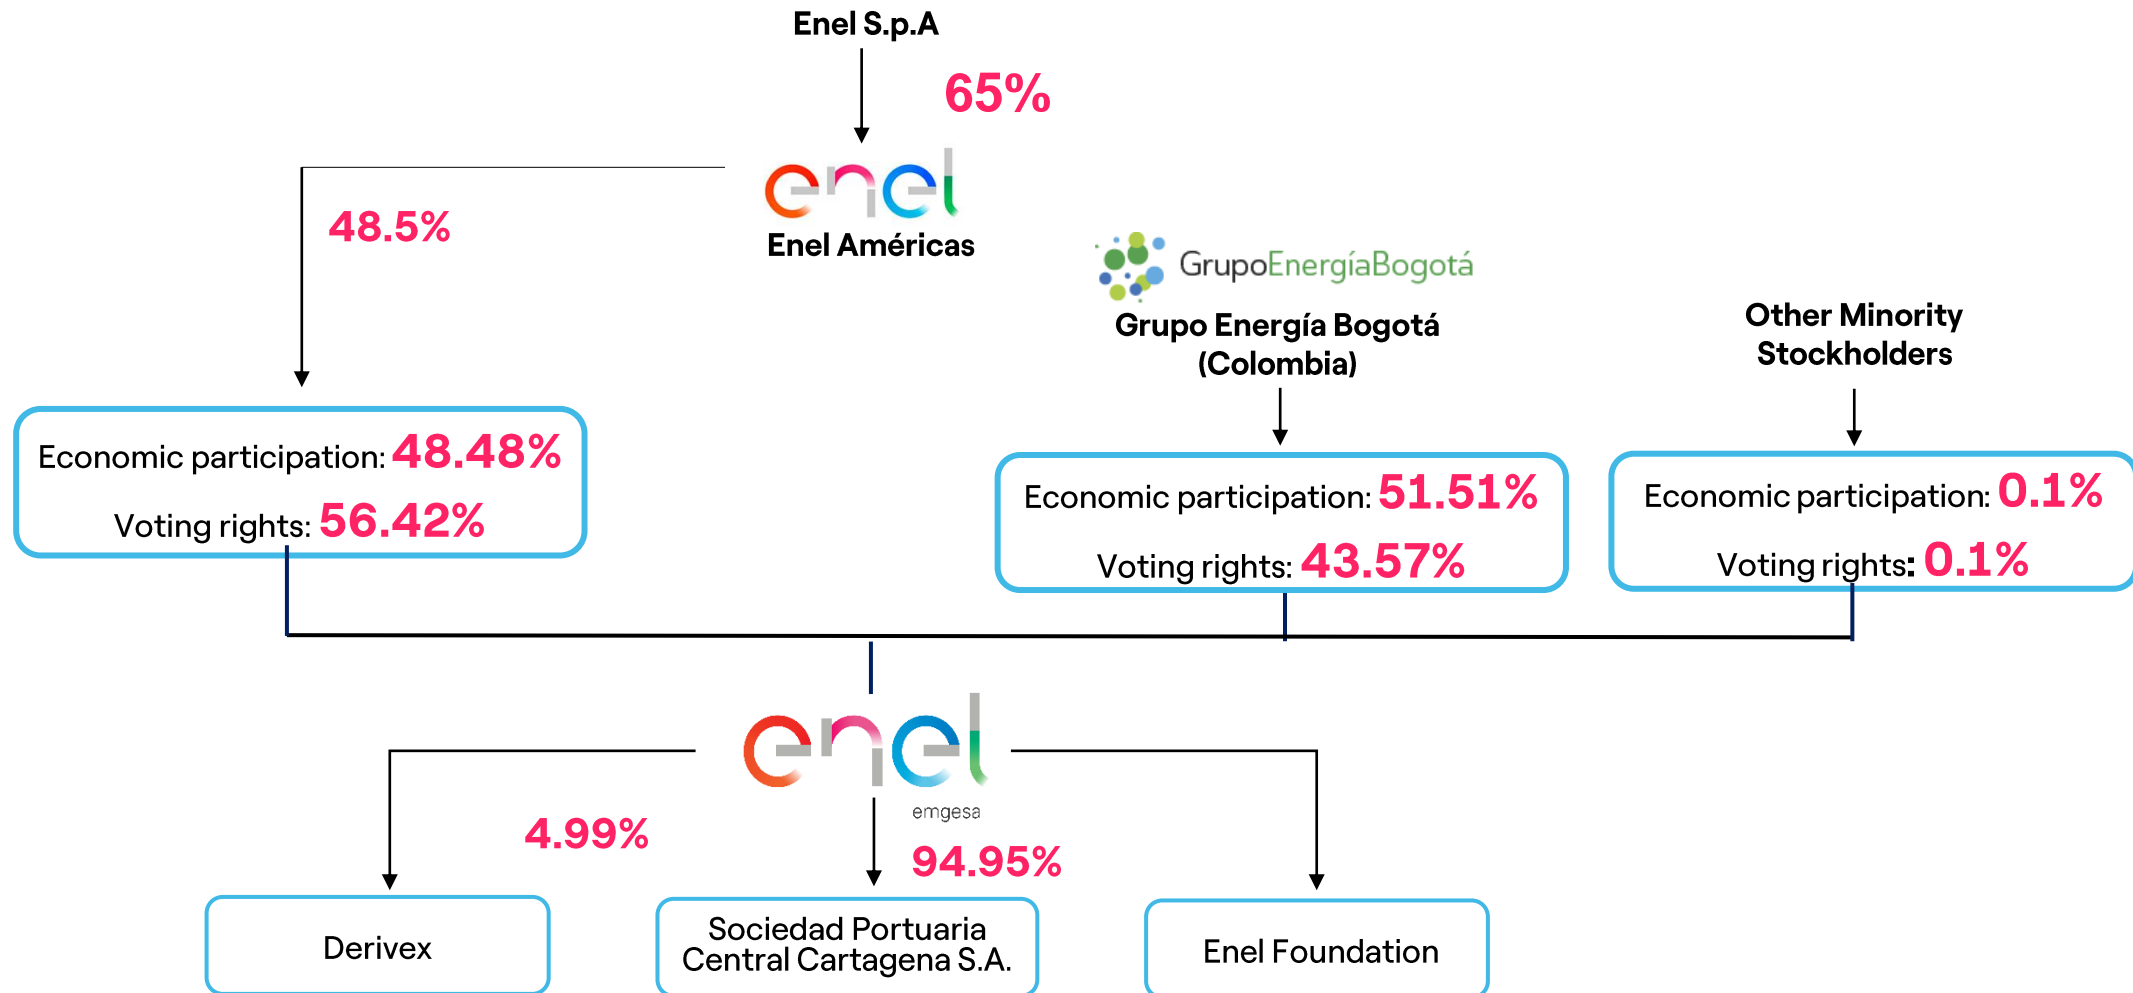 Enel S.p.A
65%
enel
Enel Américas
48.5%
GrupoEnergíaBogotá
Grupo Energía Bogotá
(Colombia)
Other Minority
Stockholders
Economic participation: 48.48%
Voting rights: 56.42%
Economic participation: 51.51%
Voting rights: 43.57%
Economic participation: 0.1%
Voting rights: 0.1%
enel
emgesa
4.99%
94.95%
Derivex
Sociedad Portuaria
Central Cartagena S.A.
Enel Foundation